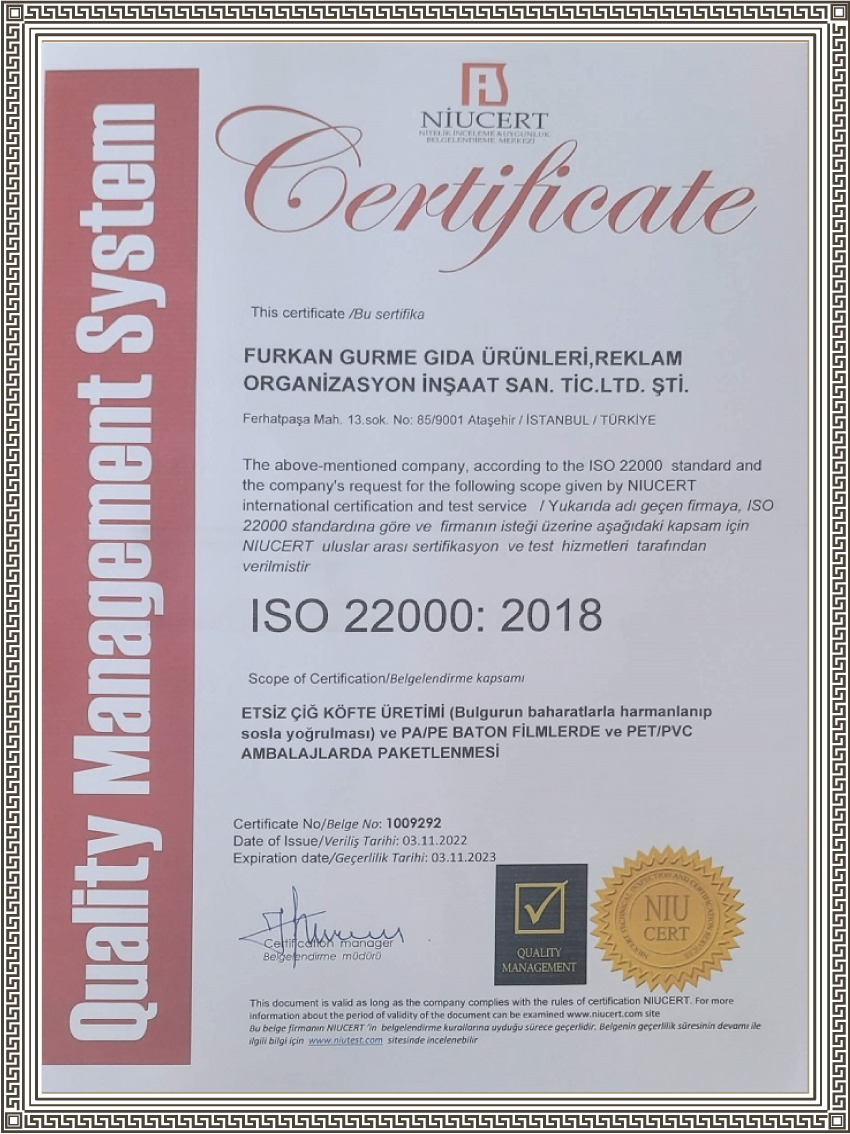 NİUCERT
NİTELİK İNCELEME & UYGUNLUK
BELGELENDİRME MERKEZİ
Certificate
Quality Management System
This certificate /Bu sertifika
FURKAN GURME GIDA ÜRÜNLERİ,REKLAM
ORGANİZASYON İNŞAAT SAN. TİC.LTD. ŞTİ.
Ferhatpaşa Mah. 13.sok. No: 85/9001 Ataşehir / İSTANBUL / TÜRKİYE
The above-mentioned company, according to the ISO 22000 standard and
the company's request for the following scope given by NIUCERT
international certification and test service / Yukarıda adı geçen firmaya, ISO
22000 standardına göre ve firmanın isteği üzerine aşağıdaki kapsam için
NIUCERT uluslar arası sertifikasyon ve test hizmetleri tarafından
verilmistir
ISO 22000: 2018
Scope of Certification/Belgelendirme kapsamı
ETSİZ ÇİĞ KÖFTE ÜRETİMİ (Bulgurun baharatlarla harmanlanıp
sosla yoğrulması) ve PA/PE BATON FİLMLERDE ve PET/PVC
AMBALAJLARDA PAKETLENMESİ
Certificate No/Belge No: 1009292
Date of Issue/Veriliş Tarihi: 03.11.2022
Expiration date/Geçerlilik Tarihi: 03.11.2023
Certification manager
Belgelendirme müdürü
QUALITY
MANAGEMENT
NIU
CERT
This document is valid as long as the company complies with the rules of certification NIUCERT. For more
information about the period of validity of the document can be examined www.niucert.com site
Bu belge firmanın NIUCERT 'in belgelendirme kurallarına uyduğu sürece geçerlidir. Belgenin geçerlilik süresinin devamı ile
ilgili bilgi için www.niutest.com sitesinde incelenebilir